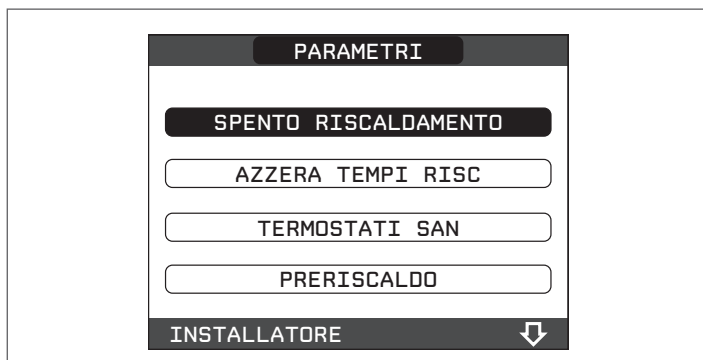 PARAMETRI
SPENTO RISCALDAMENTO
AZZERA TEMPI RISC
TERMOSTATI SAN
PRERISCALDO
INSTALLATORE